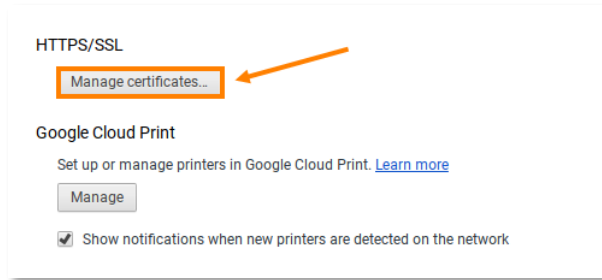 HTTPS/SSL
Manage certificates...
Google Cloud Print
Set up or manage printers in Google Cloud Print. Learn more
Manage
Show notifications when new printers are detected on the network